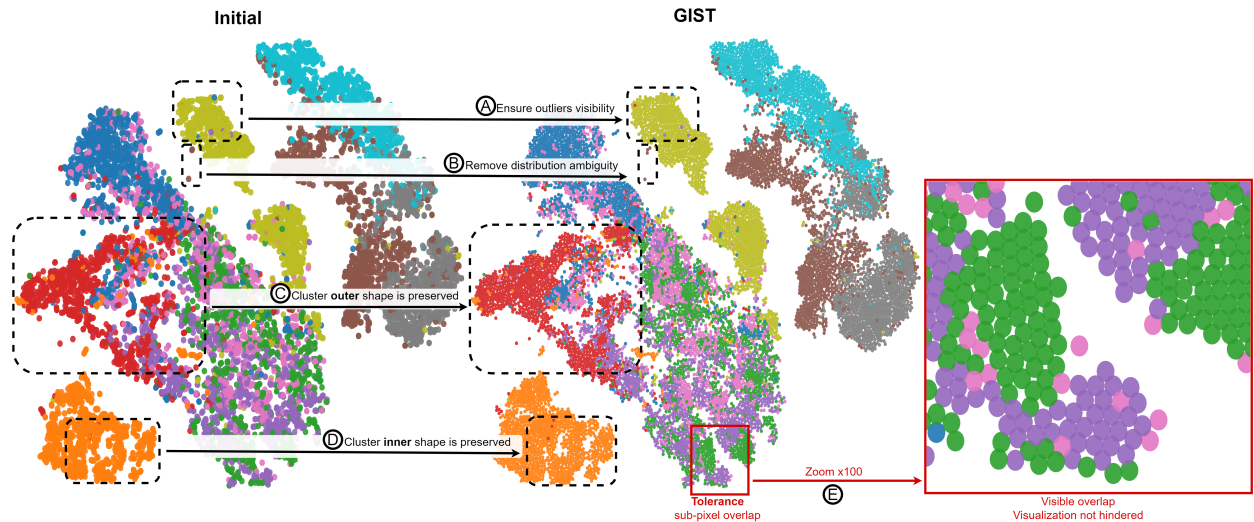 Initial
GIST
A Ensure outliers visibility
B Remove distribution ambiguity
C Cluster outer shape is preserved
D Cluster inner shape is preserved
Zoom x100
E
Tolerance
sub-pixel overlap
Visible overlap
Visualization not hindered